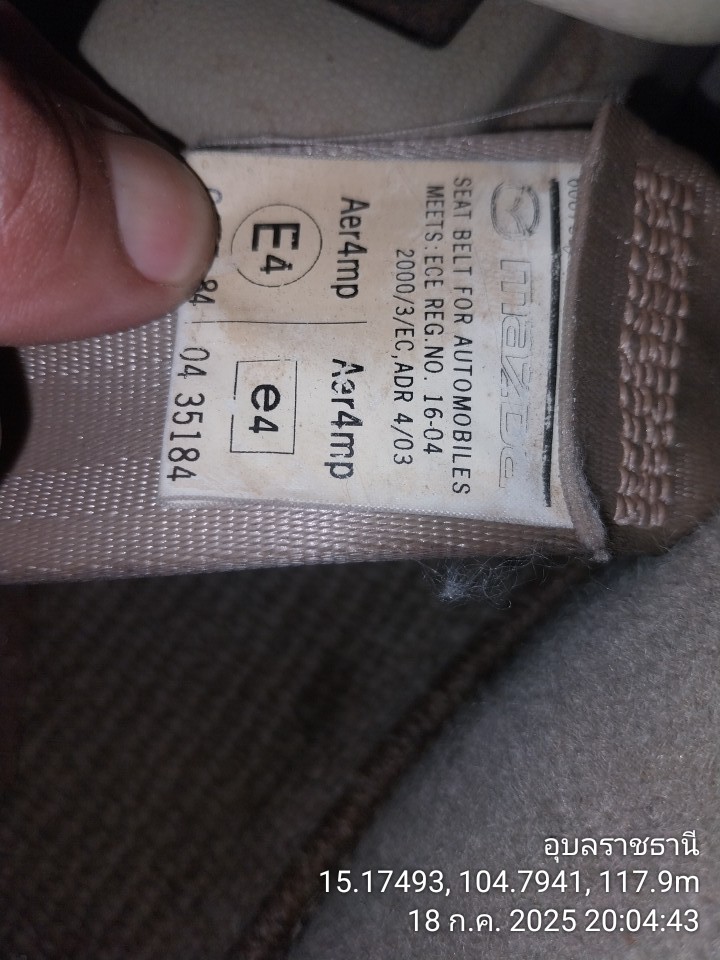 mazda
SEAT BELT FOR AUTOMOBILES
MEETS:ECE REG.NO. 16-04
2000/3/EC,ADR 4/03
Aer4mp
Aer4mp
E4
e4
84
04 35184
อุบลราชธานี
15.17493, 104.7941, 117.9m
18 ก.ค. 2025 20:04:43